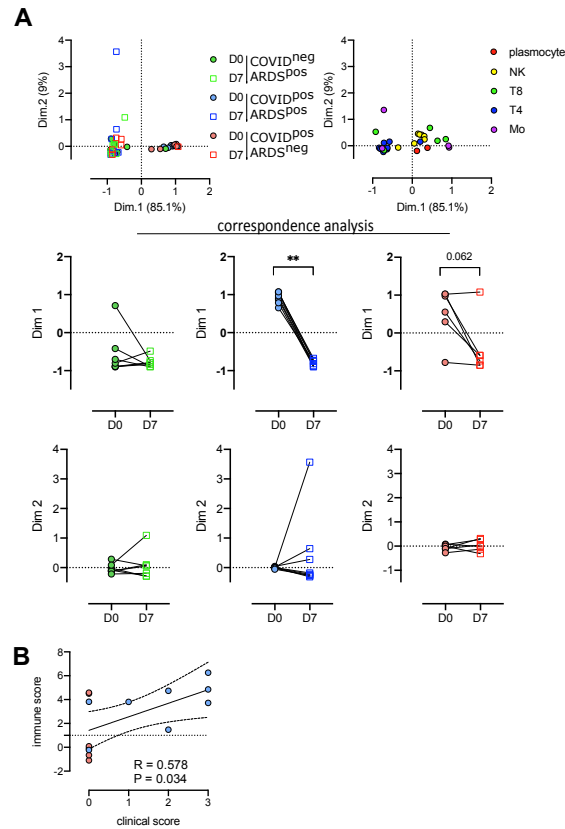 A
Dim.2 (9%)
4
3
2
1
0
-1
-1 0 1 2
Dim.1 (85.1%)
D0 COVIDneg
D7 ARDSpos
D0 COVIDpos
D7 ARDSpos
D0 COVIDpos
D7 ARDSneg
Dim.2 (9%)
4
3
2
1
0
-1
-1 0 1 2
Dim.1 (85.1%)
plasmocyte
NK
T8
T4
Mo
correspondence analysis
Dim 1
2
1
0
-1
D0 D7
Dim 1
2
1
0
-1
**
D0 D7
Dim 1
2
1
0
-1
0.062
D0 D7
Dim 2
4
3
2
1
0
D0 D7
Dim 2
4
3
2
1
0
D0 D7
Dim 2
4
3
2
1
0
-1
D0 D7
B
immune score
8
6
4
2
0
-2
R = 0.578
P = 0.034
0 1 2 3
clinical score